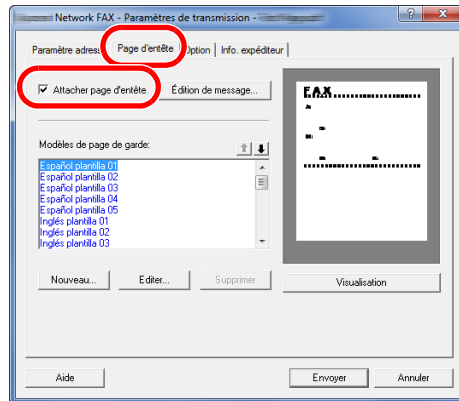 Network FAX - Paramètres de transmission -
Paramètre adress Page d'entête Option Info. expéditeur
Attacher page d'entête Édition de message...
FAX
Modèles de page de garde:
Español plantilla 01
Español plantilla 02
Español plantilla 03
Español plantilla 04
Español plantilla 05
Inglés plantilla 01
Inglés plantilla 02
Inglés plantilla 03
Nouveau... Editer... Supprimer Visualisation
Aide Envoyer Annuler